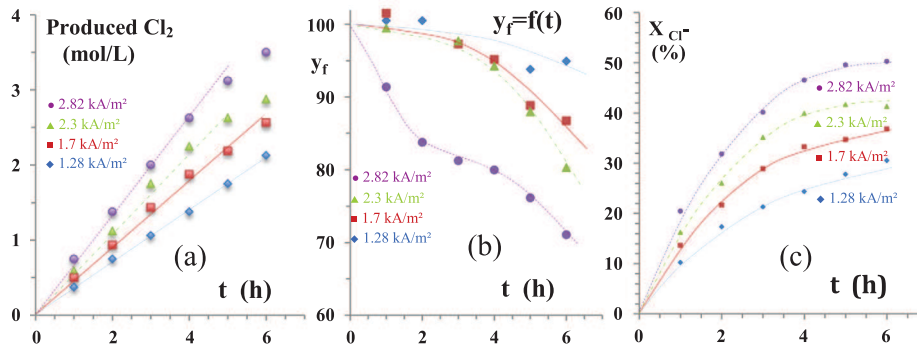 Produced Cl₂
(mol/L)
2.82 kA/m²
2.3 kA/m²
1.7 kA/m²
1.28 kA/m²
(a)
t (h)
4
3
2
1
0
0
2
4
6
y_f=f(t)
y_f
2.82 kA/m²
2.3 kA/m²
1.7 kA/m²
1.28 kA/m²
(b)
t (h)
100
90
80
70
60
0
2
4
6
X Cl-
(%)
2.82 kA/m²
2.3 kA/m²
1.7 kA/m²
1.28 kA/m²
(c)
t (h)
60
50
40
30
20
10
0
0
2
4
6